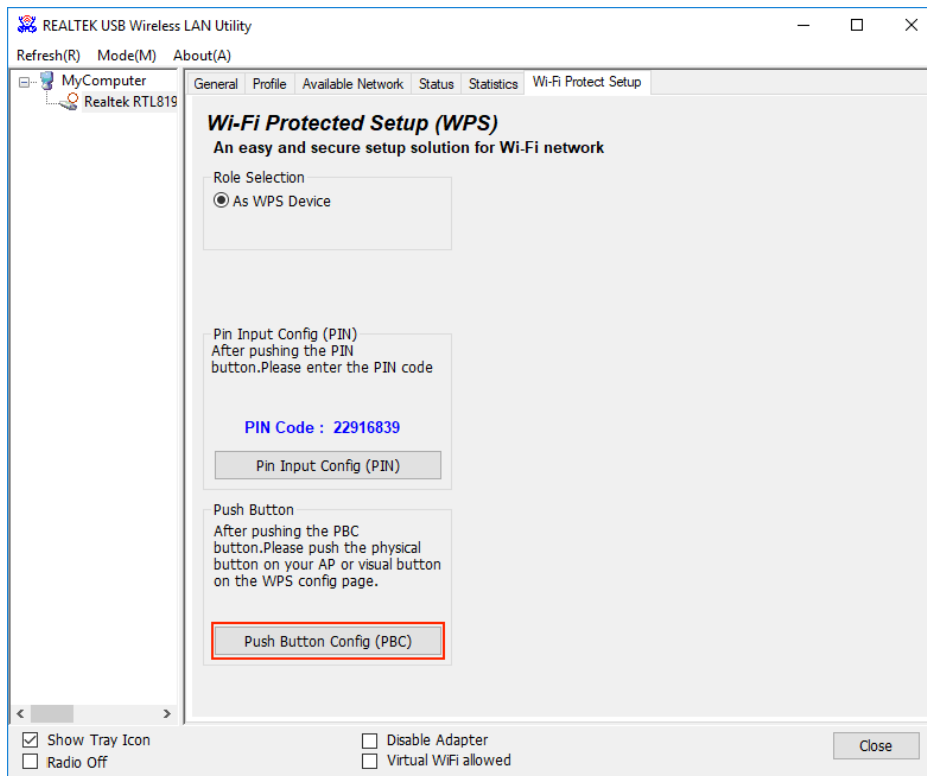 REALTEK USB Wireless LAN Utility
Refresh(R) Mode(M) About(A)
MyComputer
Realtek RTL819
General Profile Available Network Status Statistics Wi-Fi Protect Setup
Wi-Fi Protected Setup (WPS)
An easy and secure setup solution for Wi-Fi network
Role Selection
As WPS Device
Pin Input Config (PIN)
After pushing the PIN
button.Please enter the PIN code
PIN Code : 22916839
Pin Input Config (PIN)
Push Button
After pushing the PBC
button.Please push the physical
button on your AP or visual button
on the WPS config page.
Push Button Config (PBC)
Show Tray Icon
Radio Off
Disable Adapter
Virtual WiFi allowed
Close